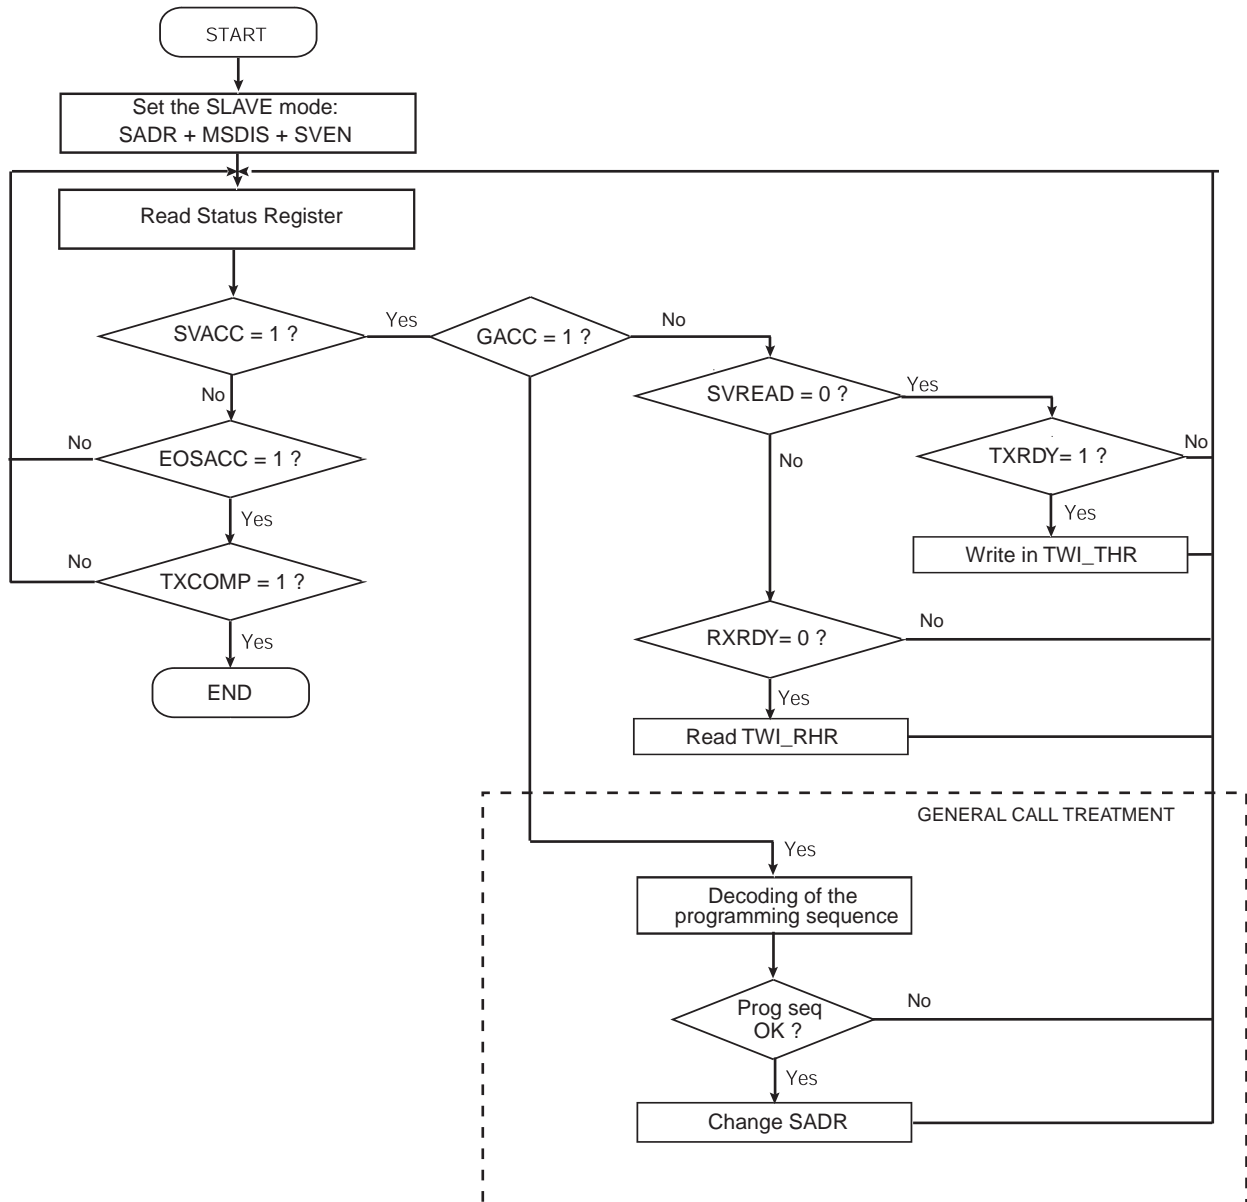 START
Set the SLAVE mode:
SADR + MSDIS + SVEN
Read Status Register
SVACC = 1 ?
Yes
GACC = 1 ?
No
No
SVREAD = 0 ?
Yes
No
EOSACC = 1 ?
No
TXRDY= 1 ?
No
Yes
Yes
Write in TWI_THR
No
TXCOMP = 1 ?
Yes
RXRDY= 0 ?
No
END
Yes
Read TWI_RHR
GENERAL CALL TREATMENT
Yes
Decoding of the
programming sequence
Prog seq
OK ?
No
Yes
Change SADR